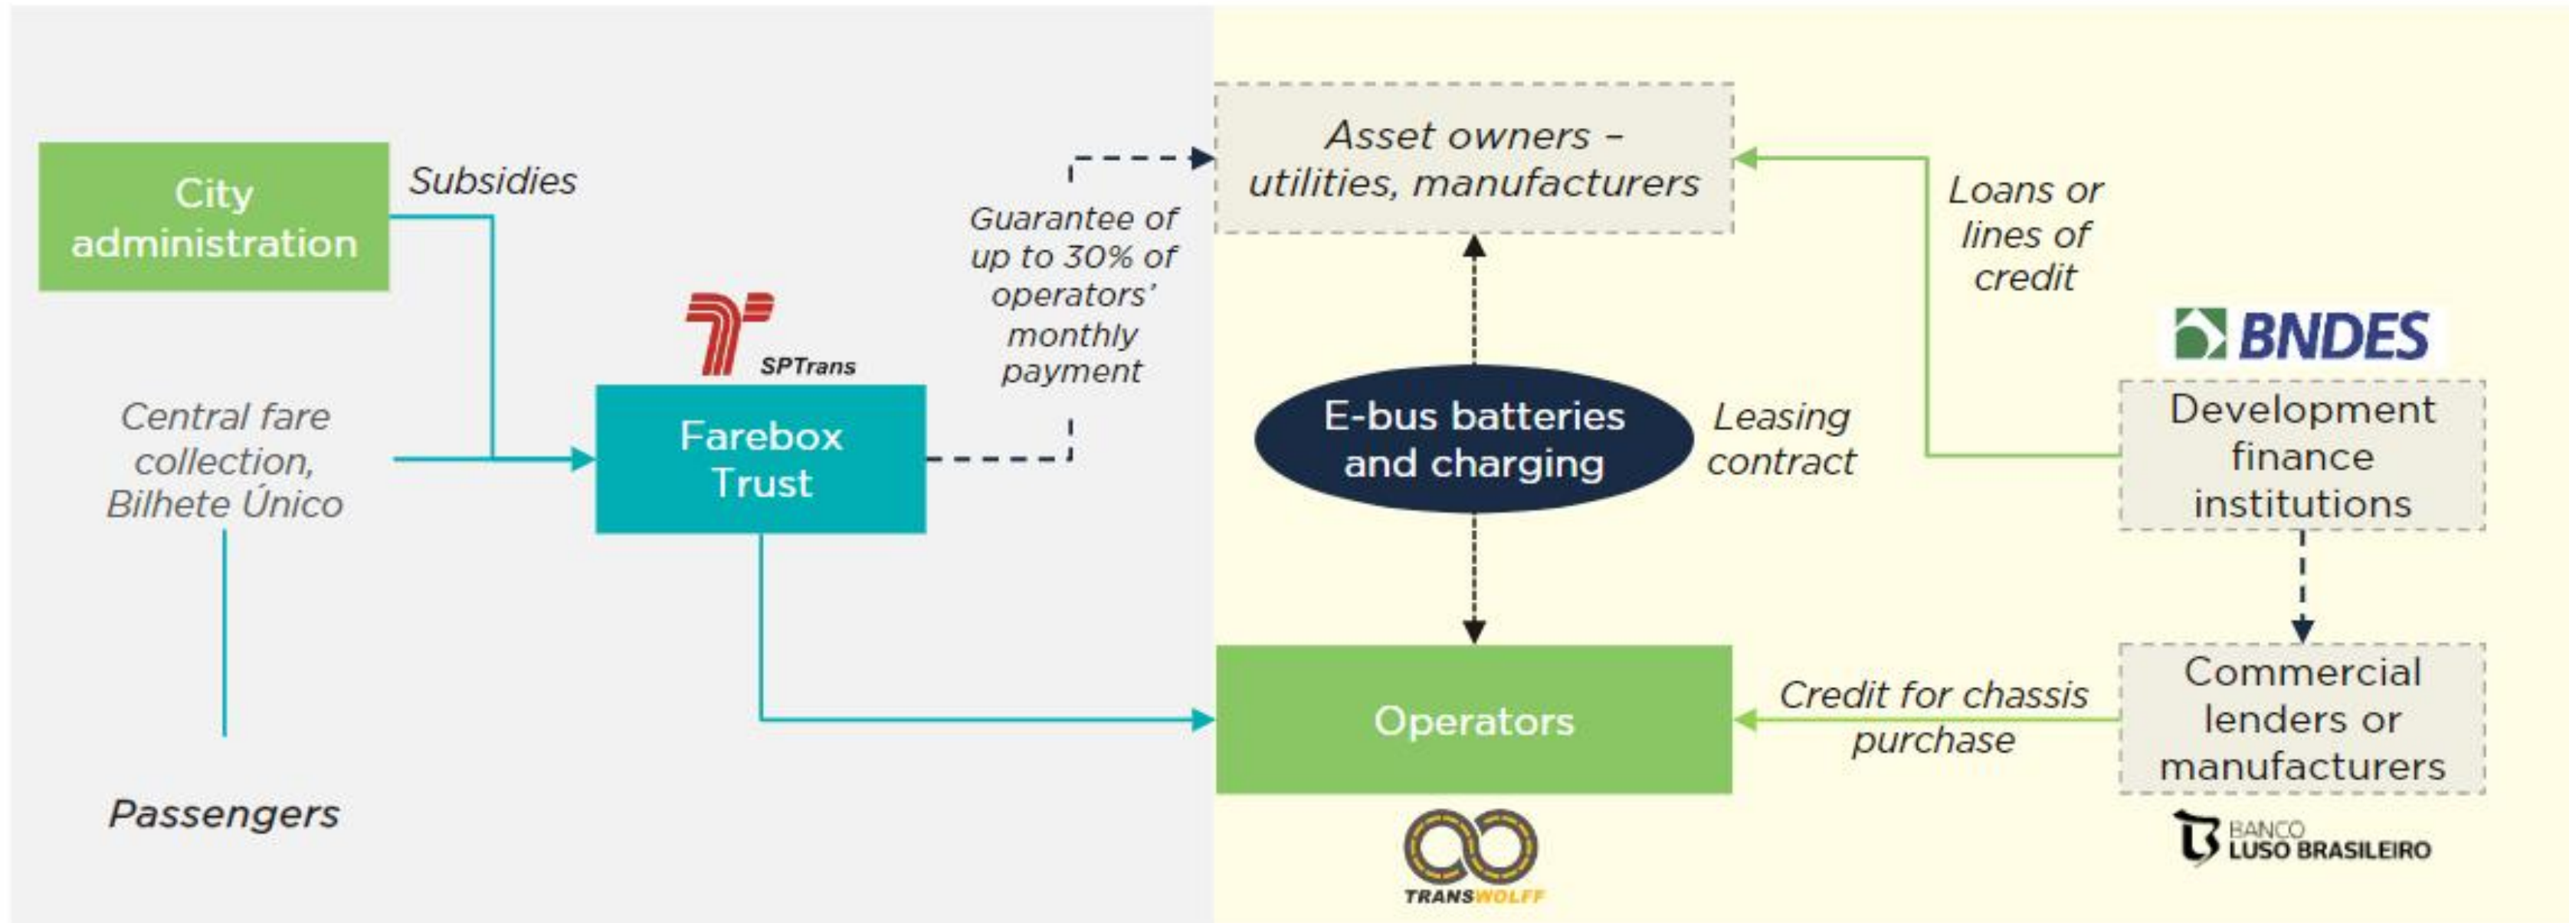 City
administration
Subsidies
Central fare
collection,
Bilhete Único
Passengers
SPTrans
Farebox
Trust
Guarantee of
up to 30% of
operators'
monthly
payment
Asset owners –
utilities, manufacturers
E-bus batteries
and charging
Leasing
contract
Operators
TRANSWOLFF
Loans or
lines of
credit
BNDES
Development
finance
institutions
Credit for chassis
purchase
Commercial
lenders or
manufacturers
BANCO
LUSO BRASILEIRO